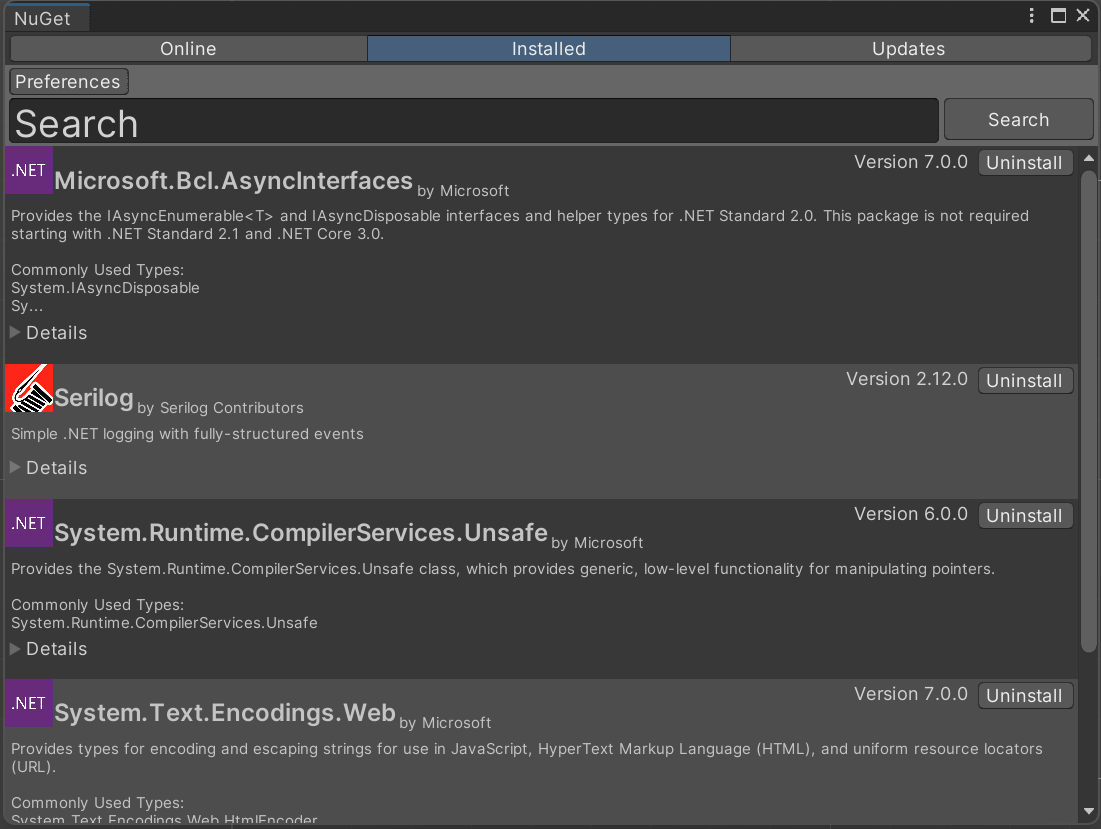 NuGet
Online Installed Updates
Preferences
Search Search
.NET Microsoft.Bcl.AsyncInterfaces by Microsoft Version 7.0.0 Uninstall
Provides the IAsyncEnumerable<T> and IAsyncDisposable interfaces and helper types for .NET Standard 2.0. This package is not required
starting with .NET Standard 2.1 and .NET Core 3.0.
Commonly Used Types:
System.IAsyncDisposable
Sy...
Details
Serilog by Serilog Contributors Version 2.12.0 Uninstall
Simple .NET logging with fully-structured events
Details
.NET System.Runtime.CompilerServices.Unsafe by Microsoft Version 6.0.0 Uninstall
Provides the System.Runtime.CompilerServices.Unsafe class, which provides generic, low-level functionality for manipulating pointers.
Commonly Used Types:
System.Runtime.CompilerServices.Unsafe
Details
.NET System.Text.Encodings.Web by Microsoft Version 7.0.0 Uninstall
Provides types for encoding and escaping strings for use in JavaScript, HyperText Markup Language (HTML), and uniform resource locators
(URL).
Commonly Used Types:
System.Text.Encodings.Web.HtmlEncoder